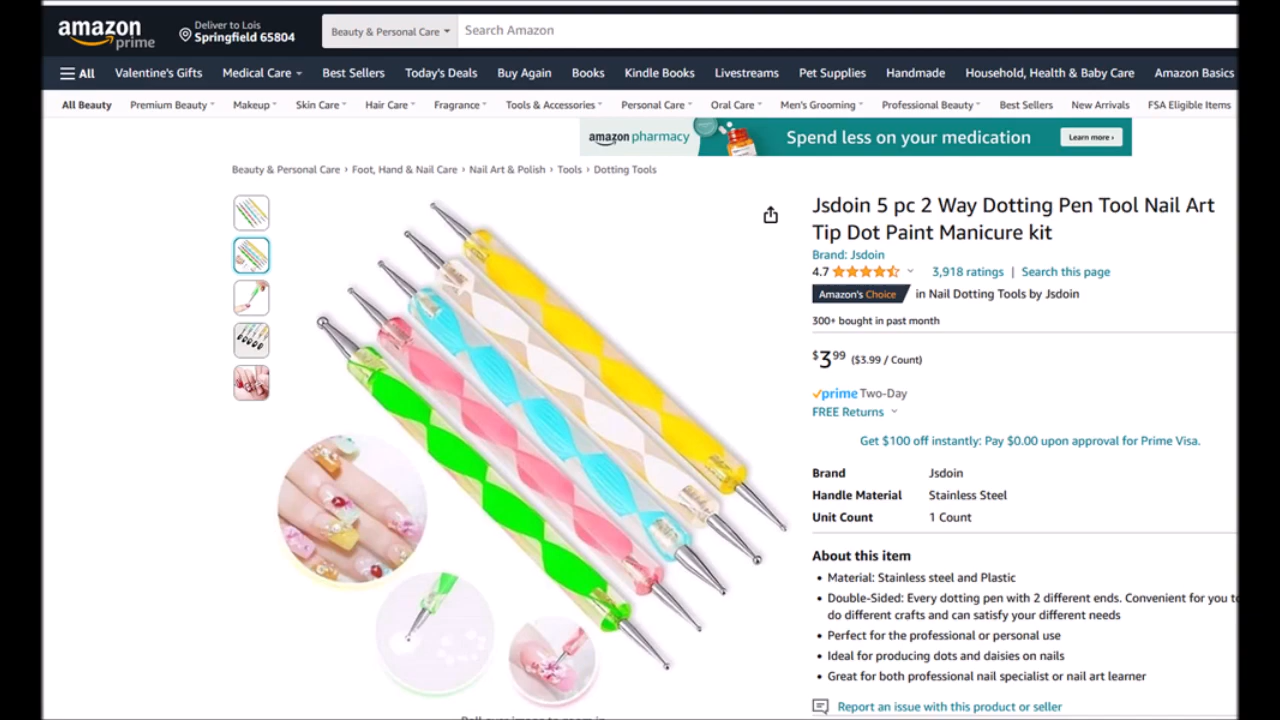 amazon
prime
Deliver to Lois
Springfield 65804
Beauty & Personal Care
Search Amazon
All
Valentine's Gifts
Medical Care
Best Sellers
Today's Deals
Buy Again
Books
Kindle Books
Livestreams
Pet Supplies
Handmade
Household, Health & Baby Care
Amazon Basics
All Beauty
Premium Beauty
Makeup
Skin Care
Hair Care
Fragrance
Tools & Accessories
Personal Care
Oral Care
Men's Grooming
Professional Beauty
Best Sellers
New Arrivals
FSA Eligible Items
amazon pharmacy
Spend less on your medication
Learn more ›
Beauty & Personal Care › Foot, Hand & Nail Care › Nail Art & Polish › Tools › Dotting Tools
Jsdoin 5 pc 2 Way Dotting Pen Tool Nail Art
Tip Dot Paint Manicure kit
Brand: Jsdoin
4.7
3,918 ratings | Search this page
Amazon's Choice in Nail Dotting Tools by Jsdoin
300+ bought in past month
$3.99 ($3.99 / Count)
prime Two-Day
FREE Returns
Get $100 off instantly: Pay $0.00 upon approval for Prime Visa.
Brand Jsdoin
Handle Material Stainless Steel
Unit Count 1 Count
About this item
• Material: Stainless steel and Plastic
• Double-Sided: Every dotting pen with 2 different ends. Convenient for you to
do different crafts and can satisfy your different needs
• Perfect for the professional or personal use
• Ideal for producing dots and daisies on nails
• Great for both professional nail specialist or nail art learner
Report an issue with this product or seller